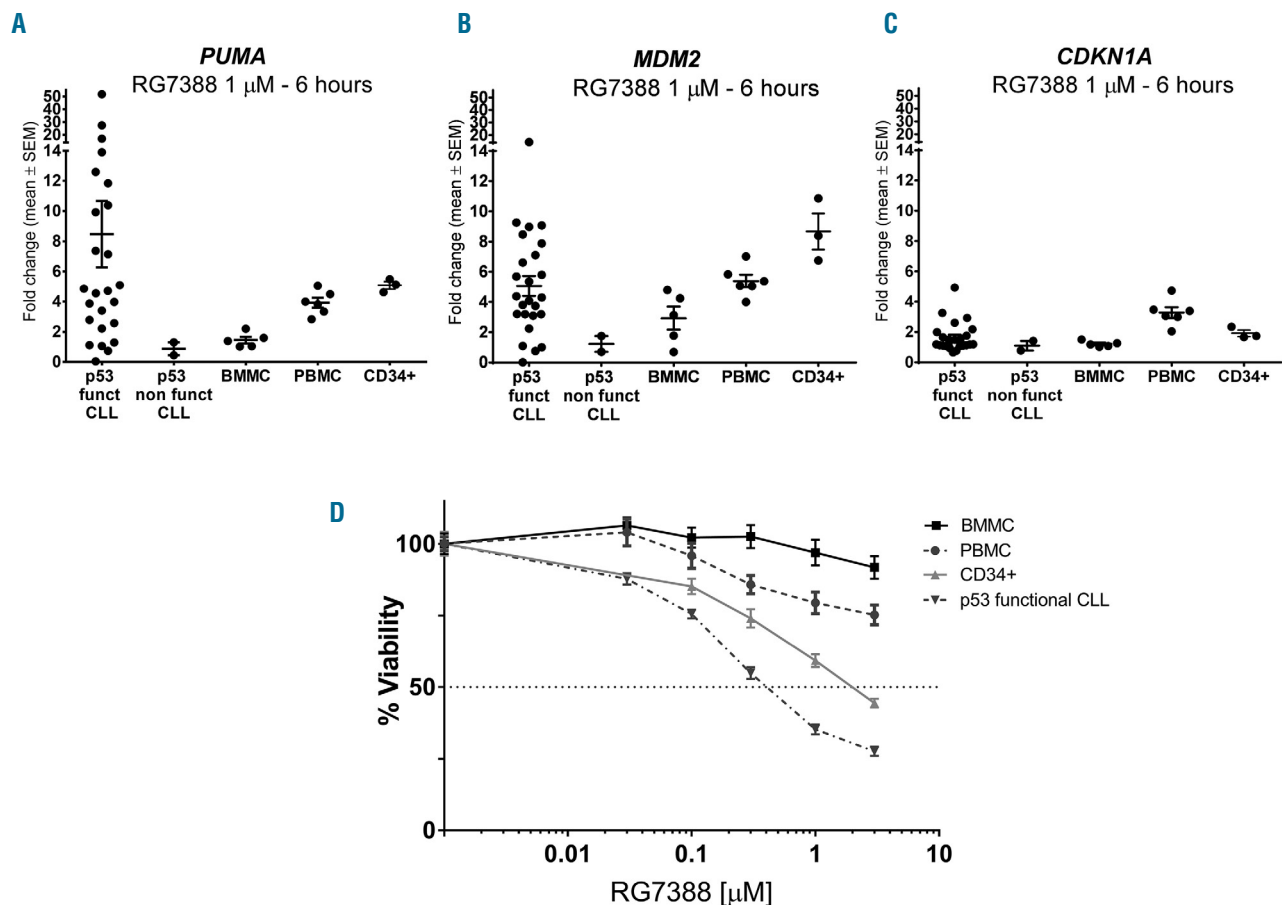 A
PUMA
RG7388 1 μM - 6 hours
Fold change (mean ± SEM)
50
40
30
20
14
12
10
8
6
4
2
0
p53 funct CLL
p53 non funct CLL
BMMC
PBMC
CD34+
B
MDM2
RG7388 1 μM - 6 hours
Fold change (mean ± SEM)
50
40
30
20
14
12
10
8
6
4
2
0
p53 funct CLL
p53 non funct CLL
BMMC
PBMC
CD34+
C
CDKN1A
RG7388 1 μM - 6 hours
Fold change (mean ± SEM)
50
40
30
20
14
12
10
8
6
4
2
0
p53 funct CLL
p53 non funct CLL
BMMC
PBMC
CD34+
D
% Viability
100
50
0
0.01
0.1
1
10
RG7388 [μM]
BMMC
PBMC
CD34+
p53 functional CLL